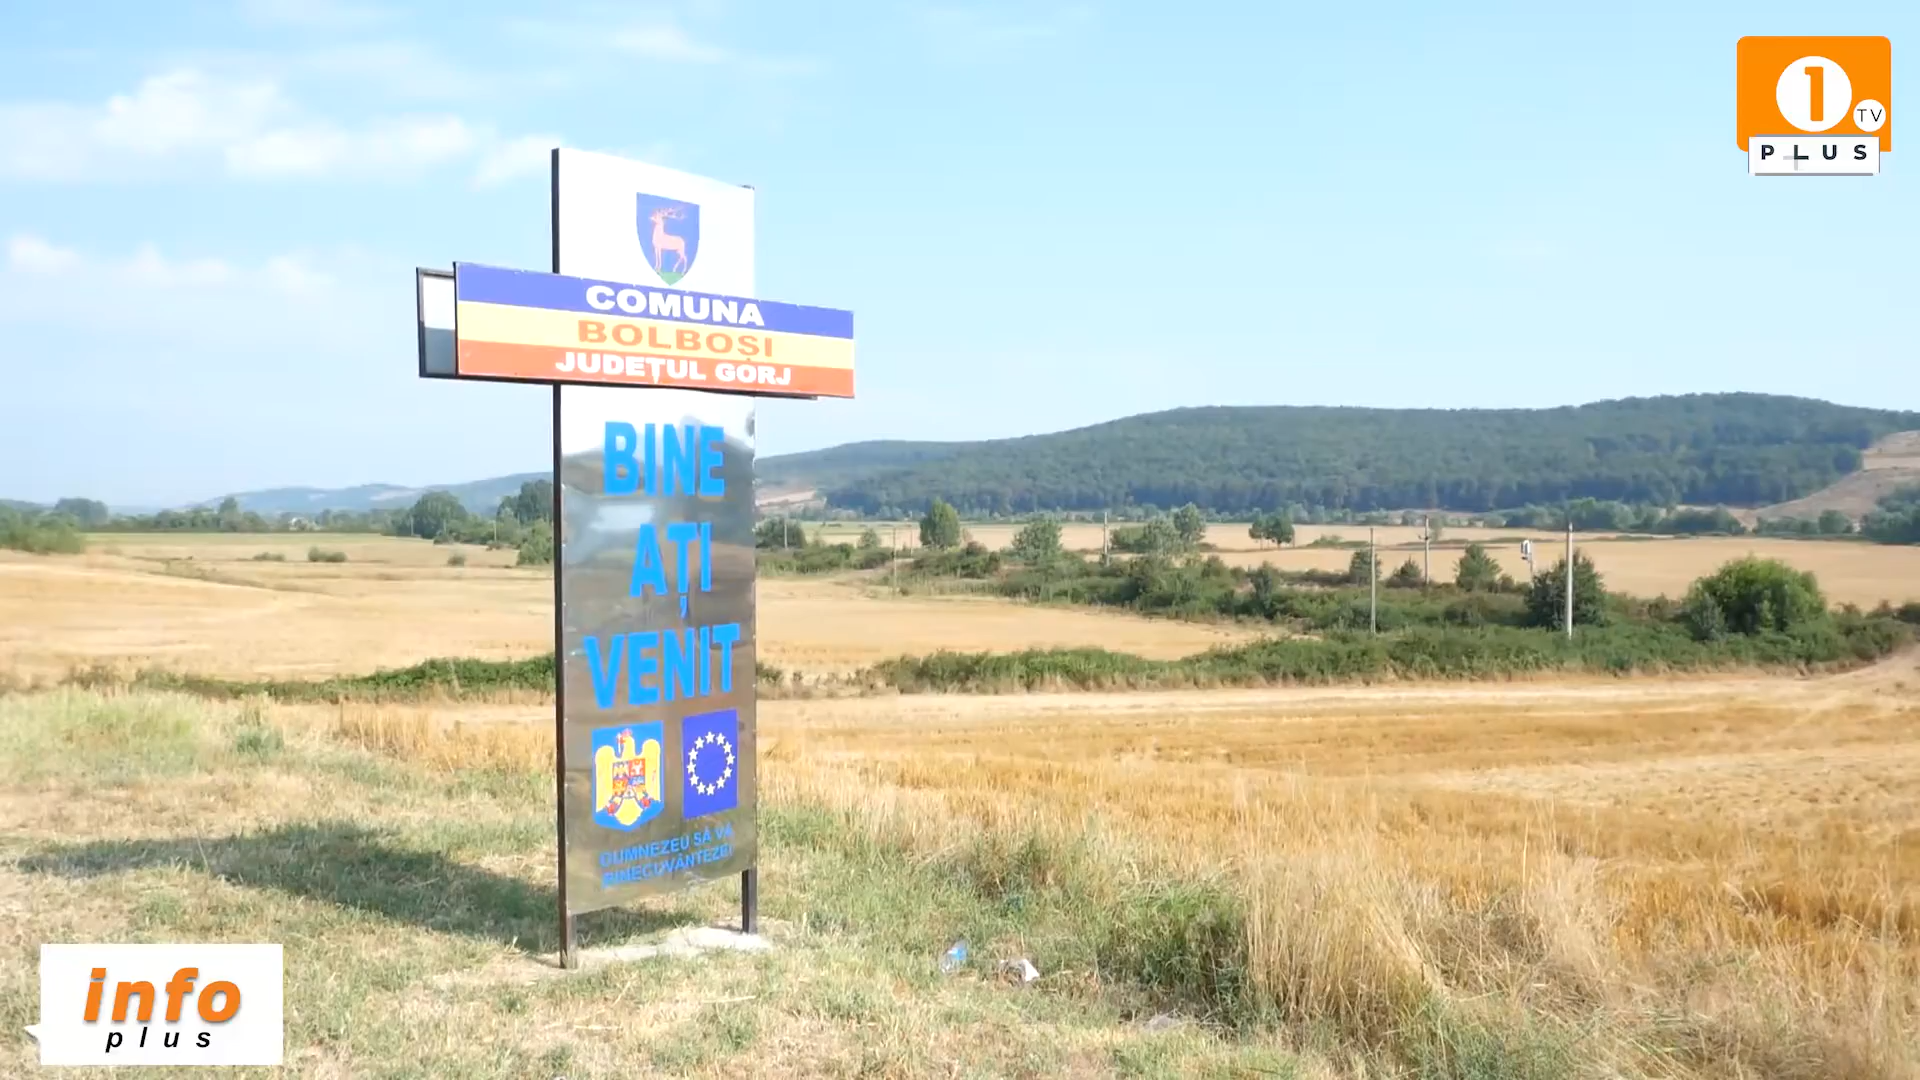 1
TV
PLUS
COMUNA
BOLBOȘI
JUDEȚUL GORJ
BINE
AȚI
VENIT
DUMNEZEU SĂ VĂ
BINECUVÂNTEZE!
info
plus